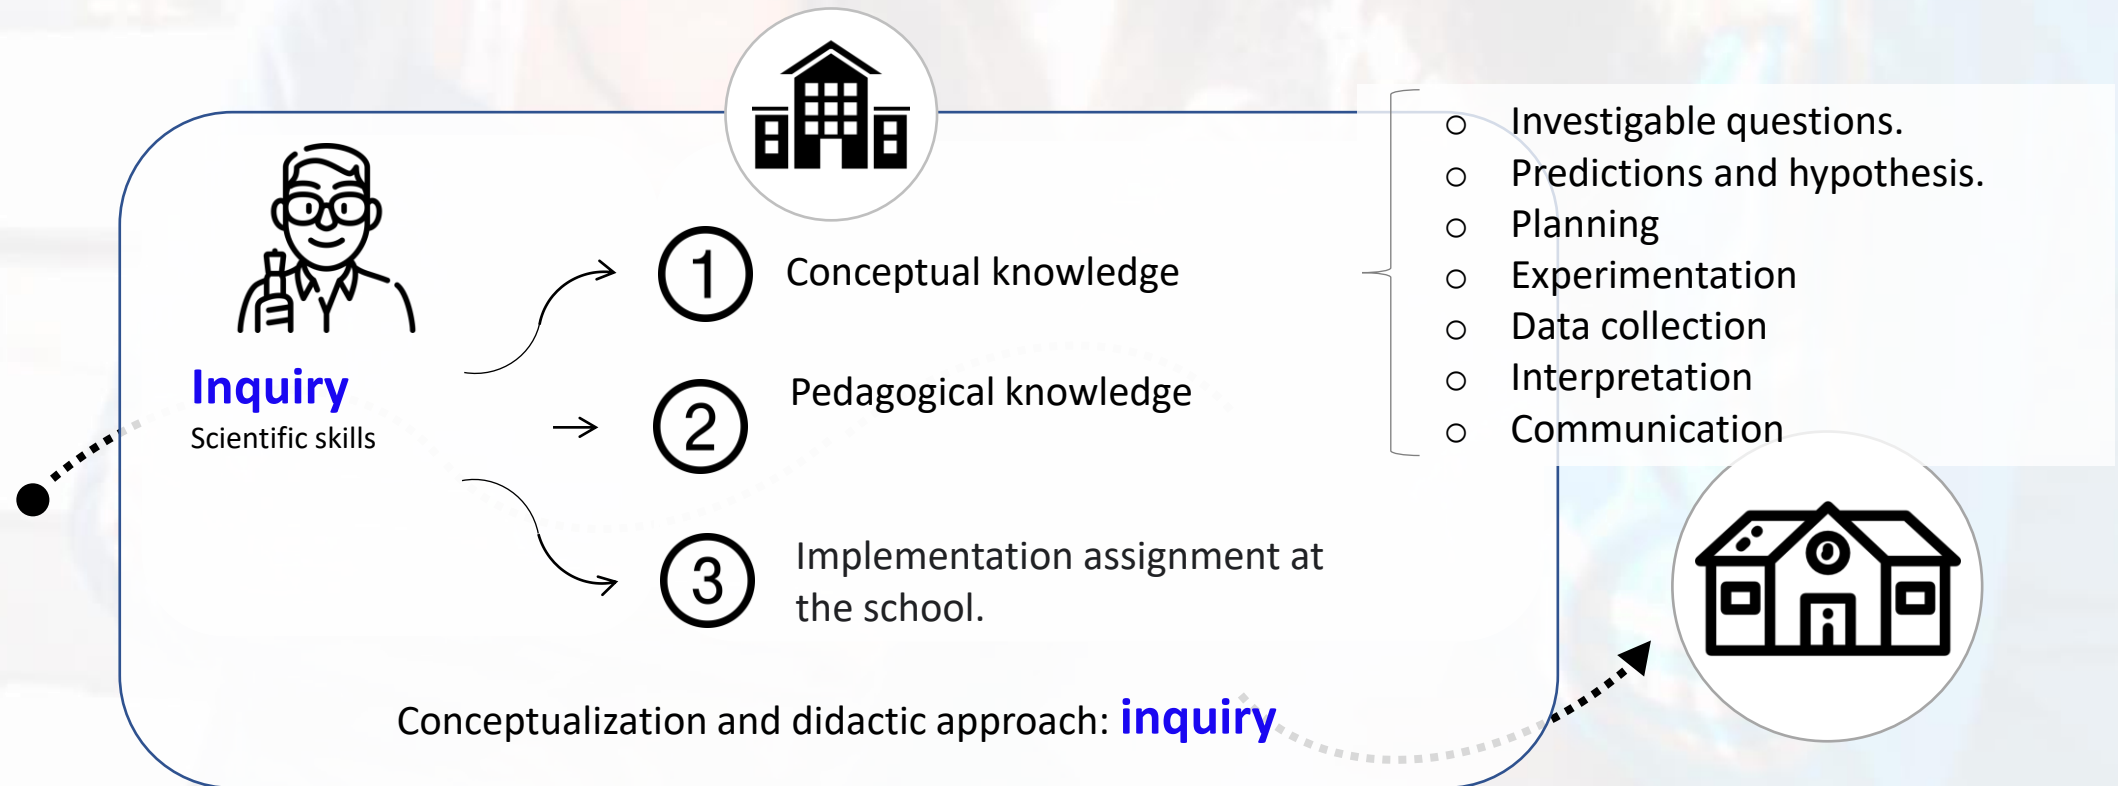 Inquiry
Scientific skills
1
Conceptual knowledge
2
Pedagogical knowledge
3
Implementation assignment at
the school.
Investigable questions.
Predictions and hypothesis.
Planning
Experimentation
Data collection
Interpretation
Communication
Conceptualization and didactic approach: inquiry